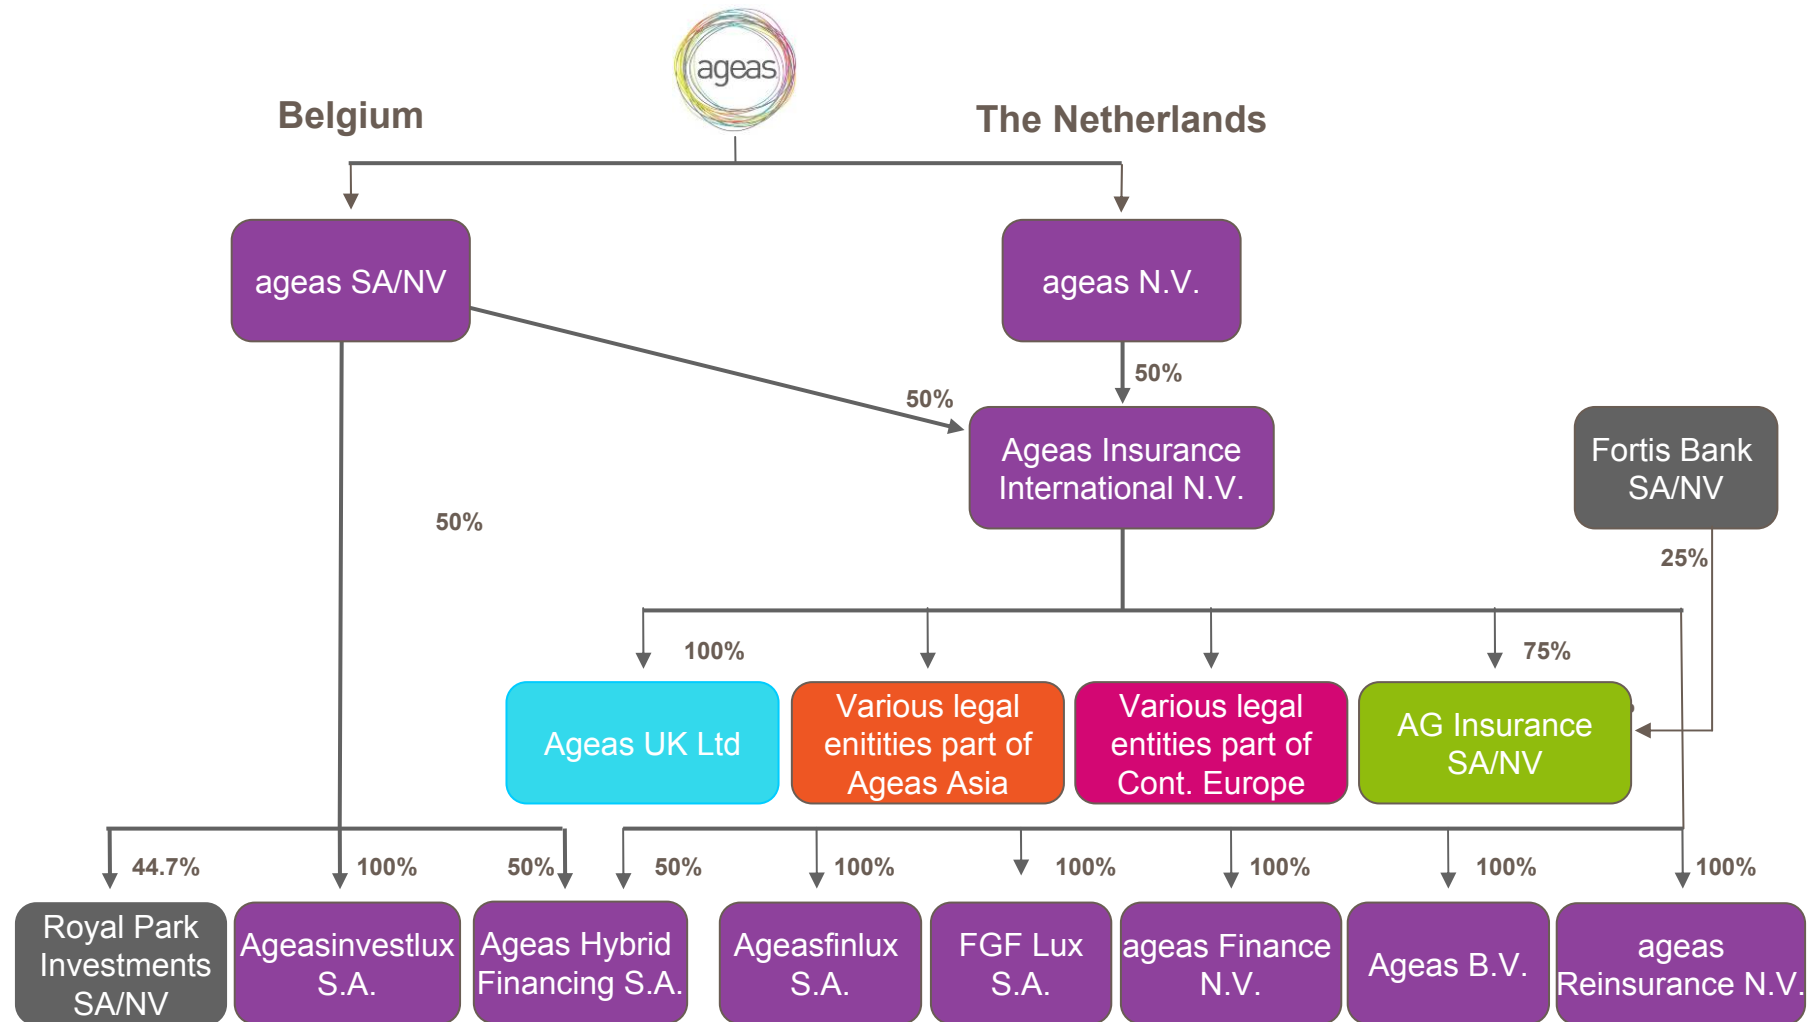 ageas
Belgium
The Netherlands
ageas SA/NV
ageas N.V.
50%
50%
Ageas Insurance
International N.V.
Fortis Bank
SA/NV
50%
25%
100%
75%
Ageas UK Ltd
Various legal
enitities part of
Ageas Asia
Various legal
entities part of
Cont. Europe
AG Insurance
SA/NV
44.7%
100%
50%
50%
100%
100%
100%
100%
100%
Royal Park
Investments
SA/NV
Ageasinvestlux
S.A.
Ageas Hybrid
Financing S.A.
Ageasfinlux
S.A.
FGF Lux
S.A.
ageas Finance
N.V.
Ageas B.V.
ageas
Reinsurance N.V.